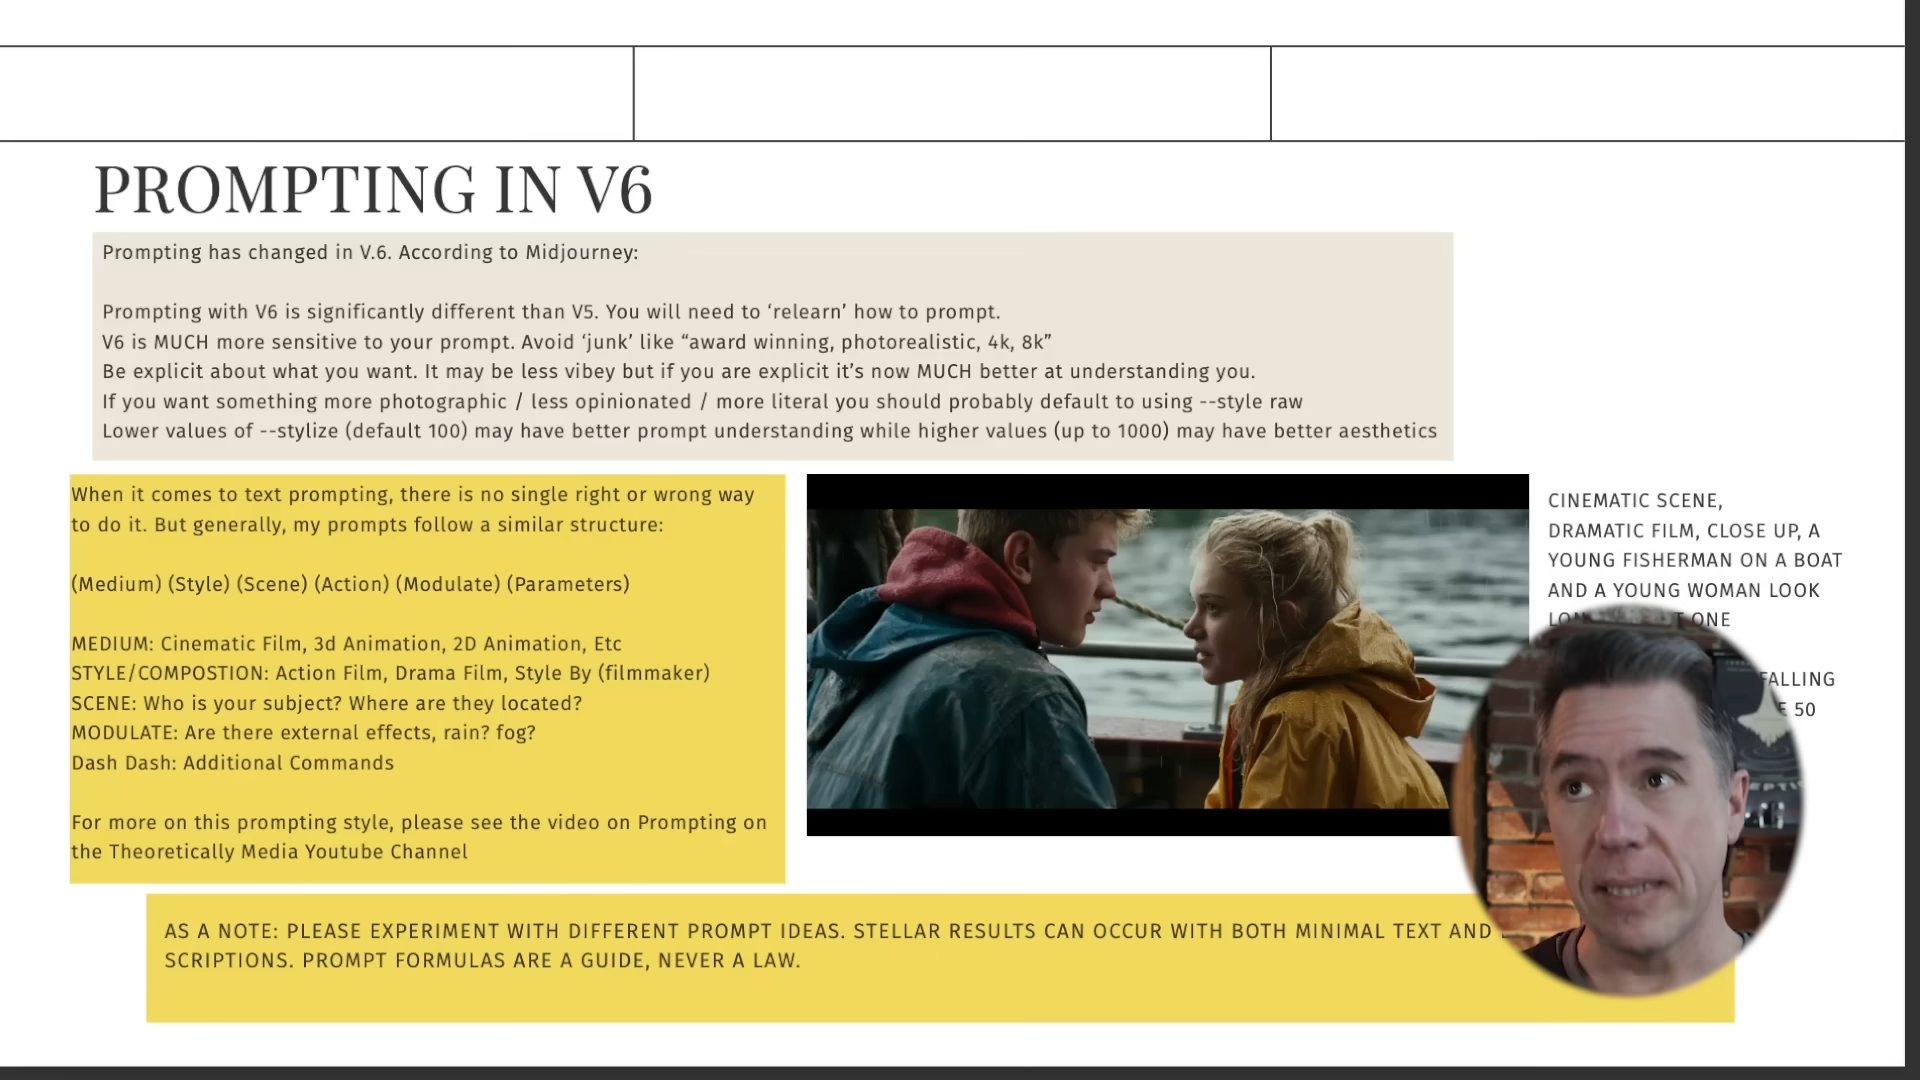 PROMPTING IN V6
Prompting has changed in V.6. According to Midjourney:
Prompting with V6 is significantly different than V5. You will need to ‘relearn’ how to prompt.
V6 is MUCH more sensitive to your prompt. Avoid ‘junk’ like “award winning, photorealistic, 4k, 8k”
Be explicit about what you want. It may be less vibey but if you are explicit it’s now MUCH better at understanding you.
If you want something more photographic / less opinionated / more literal you should probably default to using --style raw
Lower values of --stylize (default 100) may have better prompt understanding while higher values (up to 1000) may have better aesthetics
When it comes to text prompting, there is no single right or wrong way
to do it. But generally, my prompts follow a similar structure:
(Medium) (Style) (Scene) (Action) (Modulate) (Parameters)
MEDIUM: Cinematic Film, 3d Animation, 2D Animation, Etc
STYLE/COMPOSTION: Action Film, Drama Film, Style By (filmmaker)
SCENE: Who is your subject? Where are they located?
MODULATE: Are there external effects, rain? fog?
Dash Dash: Additional Commands
For more on this prompting style, please see the video on Prompting on
the Theoretically Media Youtube Channel
CINEMATIC SCENE,
DRAMATIC FILM, CLOSE UP, A
YOUNG FISHERMAN ON A BOAT
AND A YOUNG WOMAN LOOK
ONE
FALLING
50
AS A NOTE: PLEASE EXPERIMENT WITH DIFFERENT PROMPT IDEAS. STELLAR RESULTS CAN OCCUR WITH BOTH MINIMAL TEXT AND
SCRIPTIONS. PROMPT FORMULAS ARE A GUIDE, NEVER A LAW.